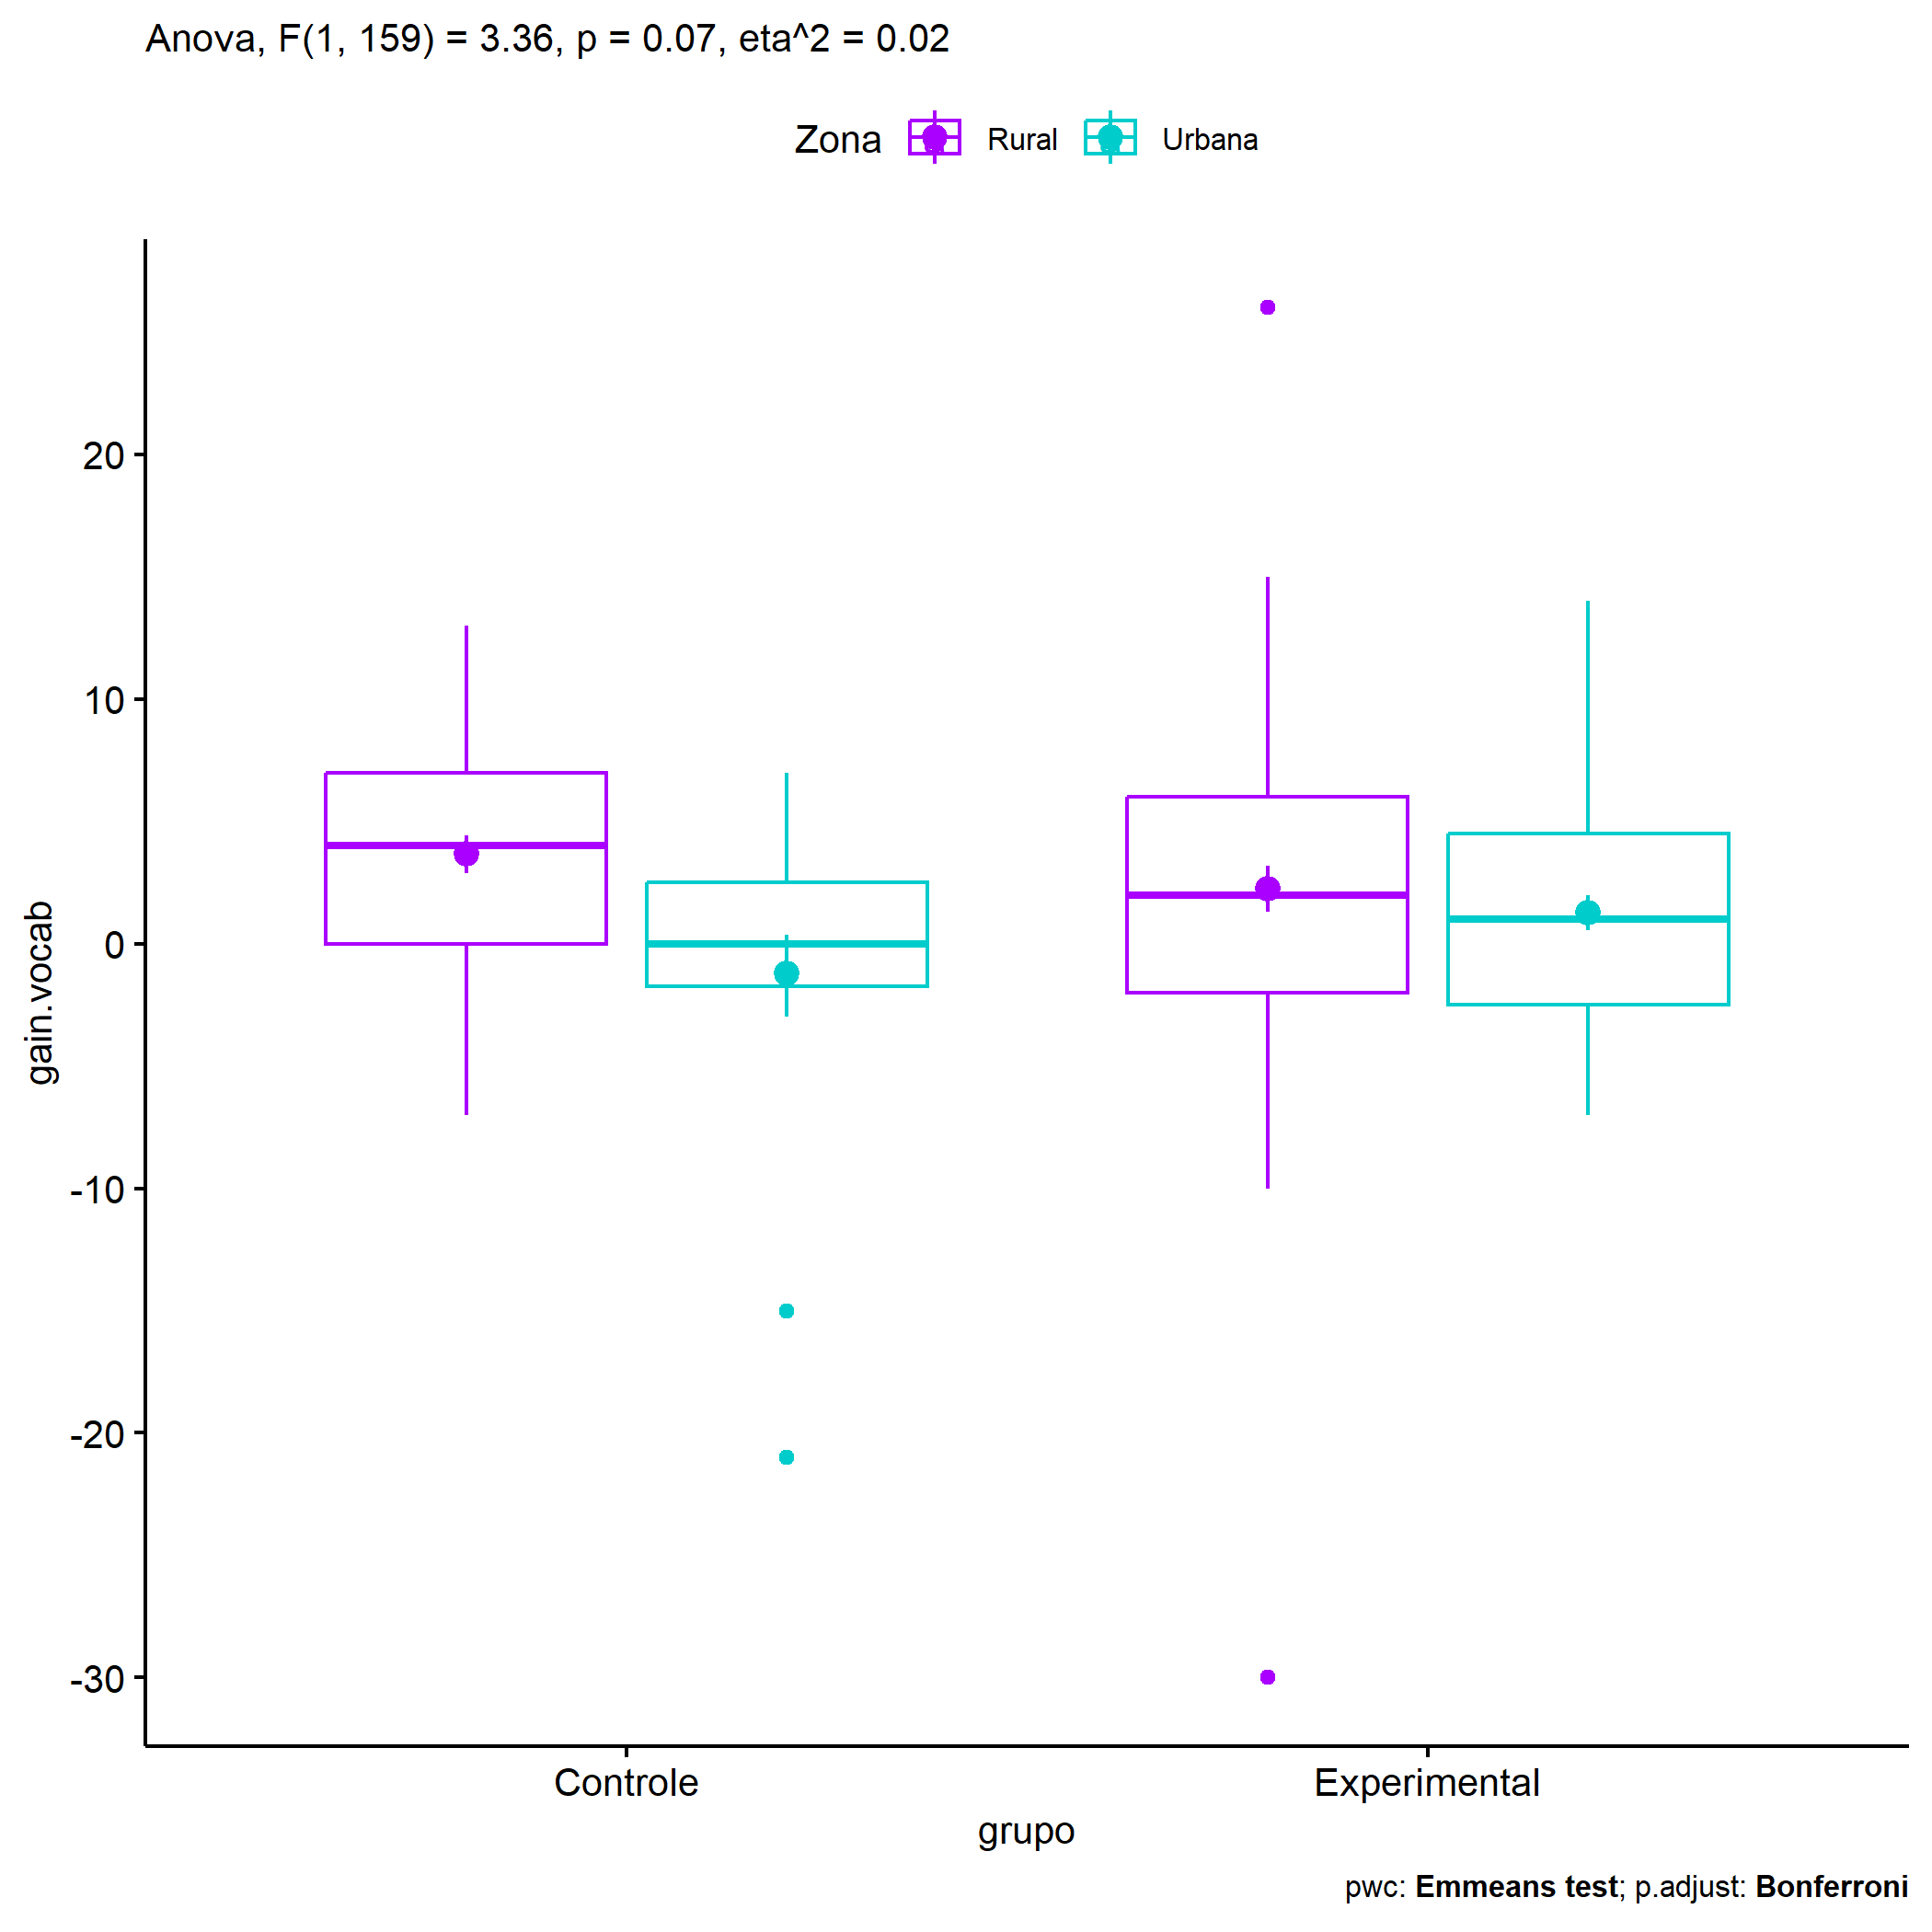 Anova, F(1, 159) = 3.36, p = 0.07, eta^2 = 0.02
Zona Rural Urbana
gain.vocab
20
10
0
-10
-20
-30
Controle Experimental
grupo
pwc: Emmeans test; p.adjust: Bonferroni